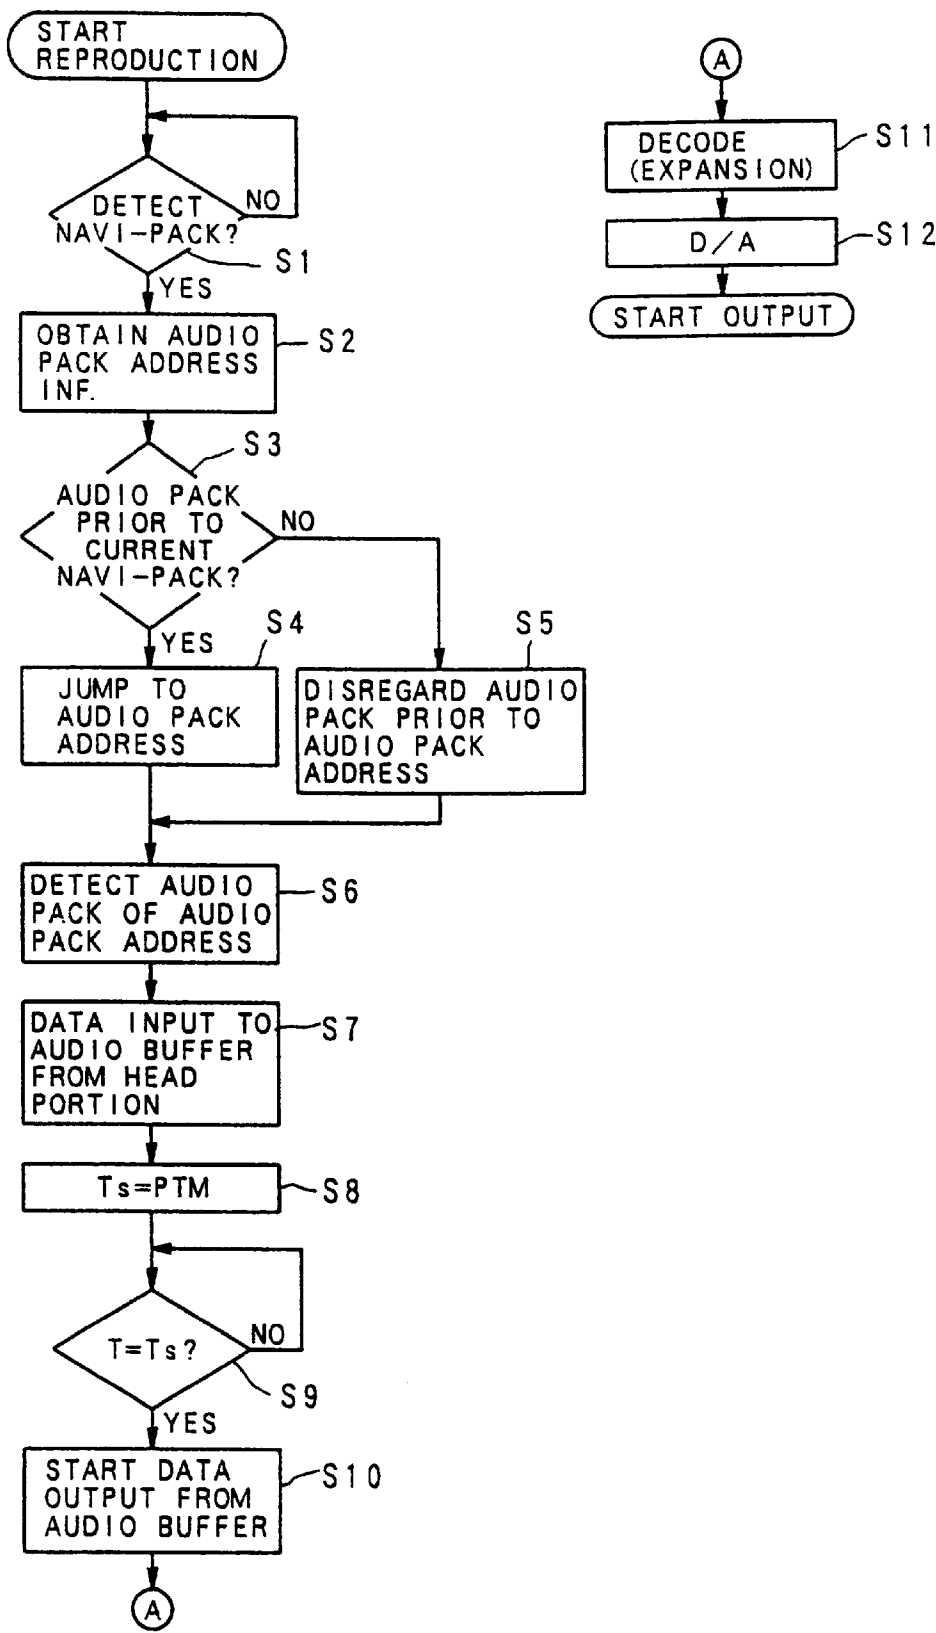 START
REPRODUCTION
DETECT
NAVI-PACK?
NO
S1
YES
OBTAIN AUDIO
PACK ADDRESS
INF.
S2
S3
AUDIO PACK
PRIOR TO
CURRENT
NAVI-PACK?
NO
YES
S4
JUMP TO
AUDIO PACK
ADDRESS
S5
DISREGARD AUDIO
PACK PRIOR TO
AUDIO PACK
ADDRESS
DETECT AUDIO
PACK OF AUDIO
PACK ADDRESS
S6
DATA INPUT TO
AUDIO BUFFER
FROM HEAD
PORTION
S7
Ts=PTM
S8
T=Ts?
NO
S9
YES
START DATA
OUTPUT FROM
AUDIO BUFFER
S10
A
A
DECODE
(EXPANSION)
S11
D/A
S12
START OUTPUT